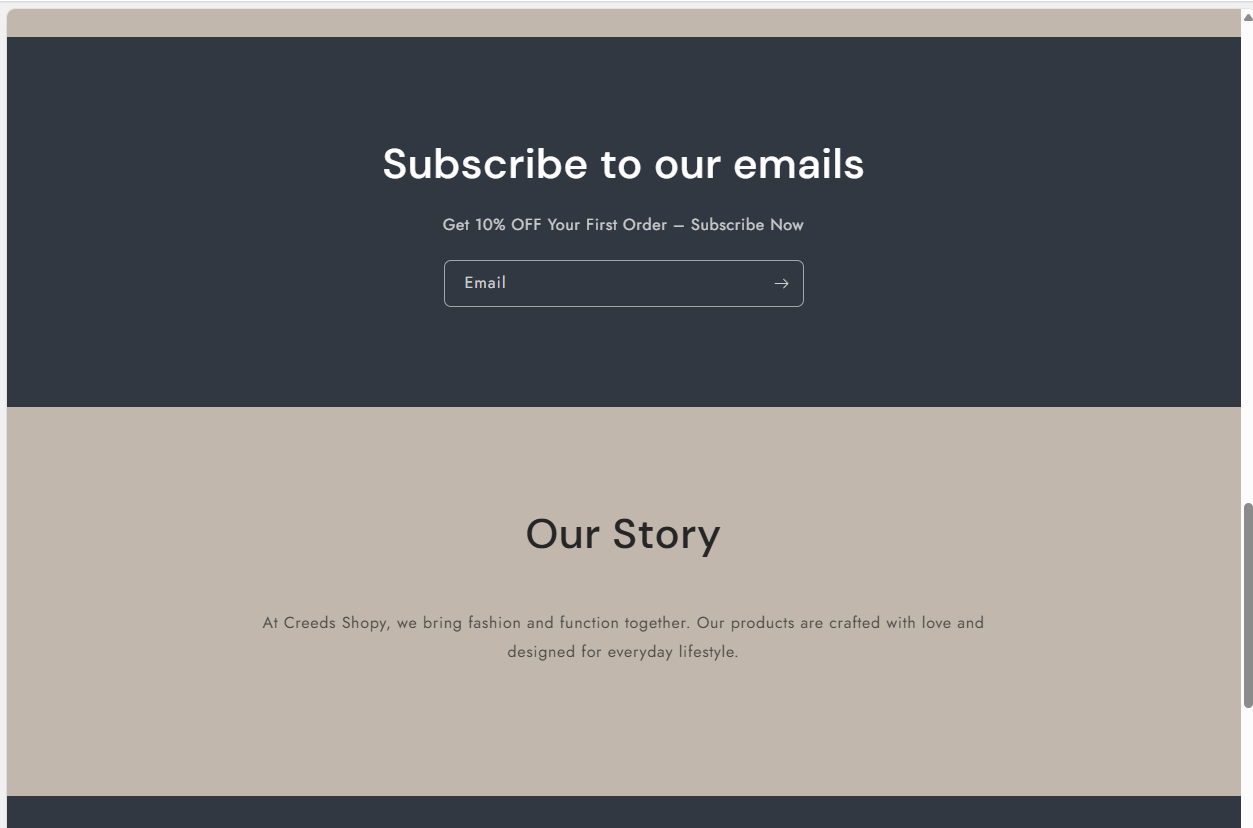 Subscribe to our emails
Get 10% OFF Your First Order – Subscribe Now
Email
Our Story
At Creeds Shopy, we bring fashion and function together. Our products are crafted with love and
designed for everyday lifestyle.